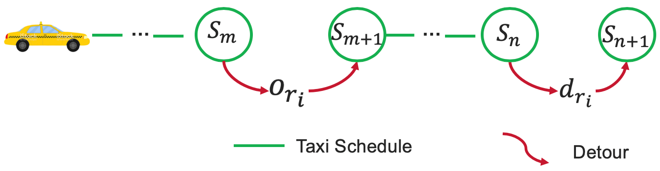 ... S_m S_{m+1} ... S_n S_{n+1}
o_{r_i} d_{r_i}
Taxi Schedule
Detour